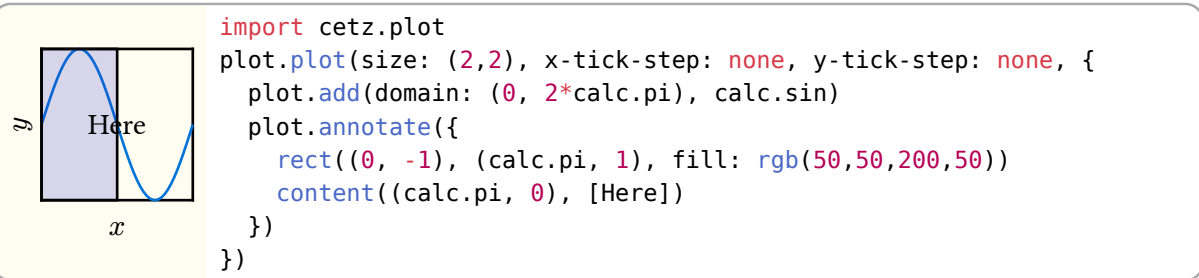 y
Here
x
import cetz.plot
plot.plot(size: (2,2), x-tick-step: none, y-tick-step: none, {
  plot.add(domain: (0, 2*calc.pi), calc.sin)
  plot.annotate({
    rect((0, -1), (calc.pi, 1), fill: rgb(50,50,200,50))
    content((calc.pi, 0), [Here])
  })
})